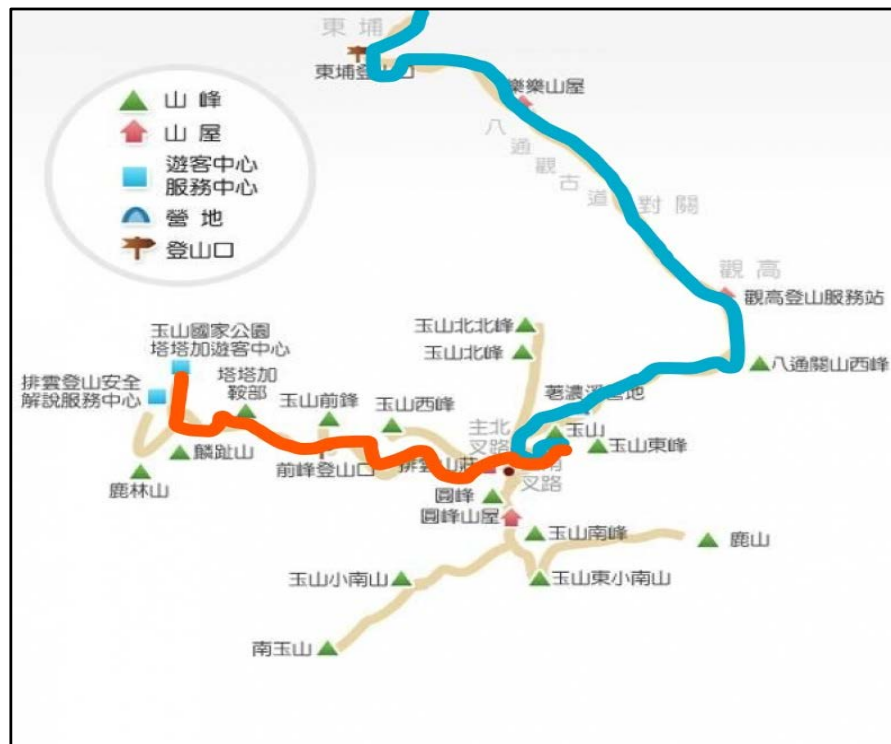 東埔
東埔登山口
山峰
山屋
遊客中心
服務中心
營地
登山口
樂樂山屋
八通觀古道
對關
觀高
觀高登山服務站
玉山國家公園
塔塔加遊客中心
玉山北北峰
玉山北峰
八通關山西峰
排雲登山安全
解說服務中心
塔塔加
鞍部
玉山前鋒
玉山西峰
荖濃溪營地
主北
叉路
玉山
玉山東峰
麟趾山
前峰登山口
排雲山莊
叉路
鹿林山
圓峰
圓峰山屋
玉山南峰
鹿山
玉山小南山
玉山東小南山
南玉山